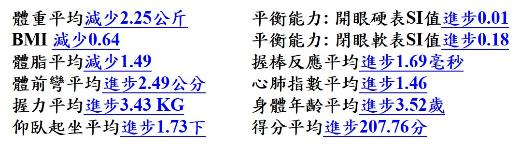 體重平均減少2.25公斤
BMI 減少0.64
體脂平均減少1.49
體前彎平均進步2.49公分
握力平均進步3.43 KG
仰臥起坐平均進步1.73下
平衡能力: 開眼硬表SI值進步0.01
平衡能力: 閉眼軟表SI值進步0.18
握棒反應平均進步1.69毫秒
心肺指數平均進步1.46
身體年齡平均進步3.52歲
得分平均進步207.76分